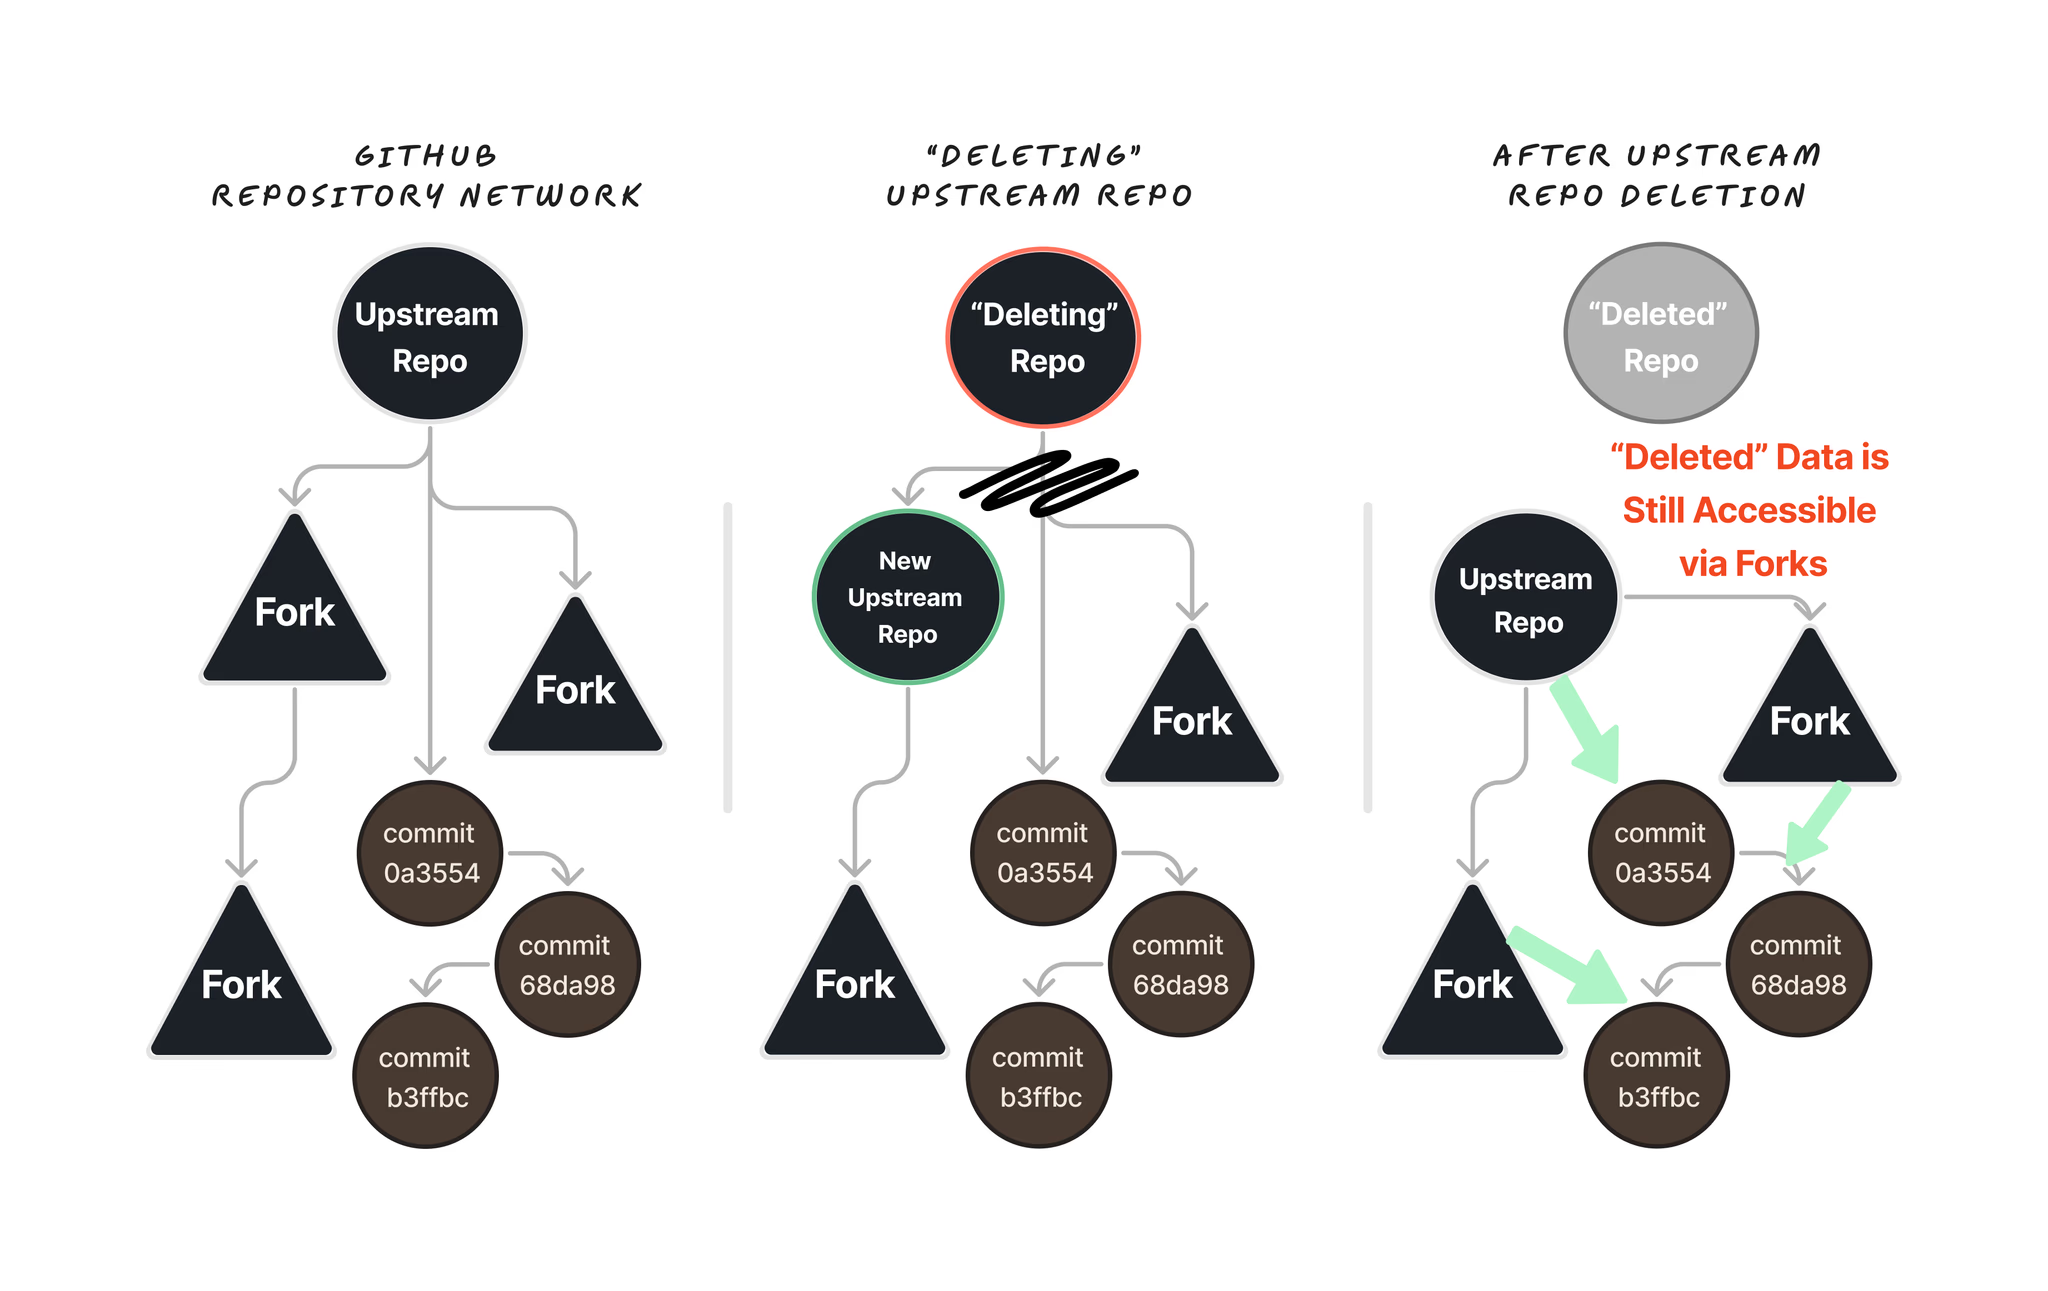 GITHUB
REPOSITORY NETWORK
Upstream
Repo
Fork
Fork
commit
0a3554
commit
68da98
Fork
commit
b3ffbc
“DELETING”
UPSTREAM REPO
“Deleting”
Repo
New
Upstream
Repo
Fork
commit
0a3554
commit
68da98
Fork
commit
b3ffbc
AFTER UPSTREAM
REPO DELETION
“Deleted”
Repo
“Deleted” Data is
Still Accessible
via Forks
Upstream
Repo
Fork
commit
0a3554
commit
68da98
Fork
commit
b3ffbc